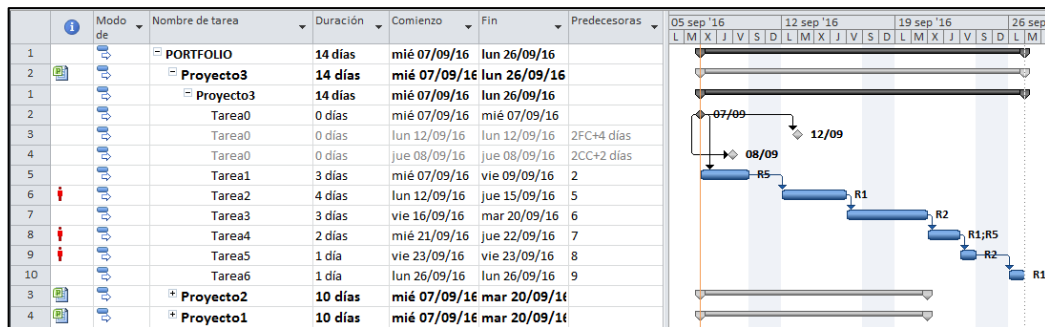 Modo de Nombre de tarea Duración Comienzo Fin Predecesoras 05 sep '16 12 sep '16 19 sep '16 26 sep
L M X J V S D L M X J V S D L M X J V S D L M
1 PORTFOLIO 14 días mié 07/09/16 lun 26/09/16
2 Proyecto3 14 días mié 07/09/16 lun 26/09/16
1 Proyecto3 14 días mié 07/09/16 lun 26/09/16
2 Tarea0 0 días mié 07/09/16 mié 07/09/16 07/09
3 Tarea0 0 días lun 12/09/16 lun 12/09/16 2FC+4 días 12/09
4 Tarea0 0 días jue 08/09/16 jue 08/09/16 2CC+2 días 08/09
5 Tarea1 3 días mié 07/09/16 vie 09/09/16 2 R5
6 Tarea2 4 días lun 12/09/16 jue 15/09/16 5 R1
7 Tarea3 3 días vie 16/09/16 mar 20/09/16 6 R2
8 Tarea4 2 días mié 21/09/16 jue 22/09/16 7 R1;R5
9 Tarea5 1 día vie 23/09/16 vie 23/09/16 8 R2
10 Tarea6 1 día lun 26/09/16 lun 26/09/16 9 R1
3 Proyecto2 10 días mié 07/09/16 mar 20/09/16
4 Proyecto1 10 días mié 07/09/16 mar 20/09/16